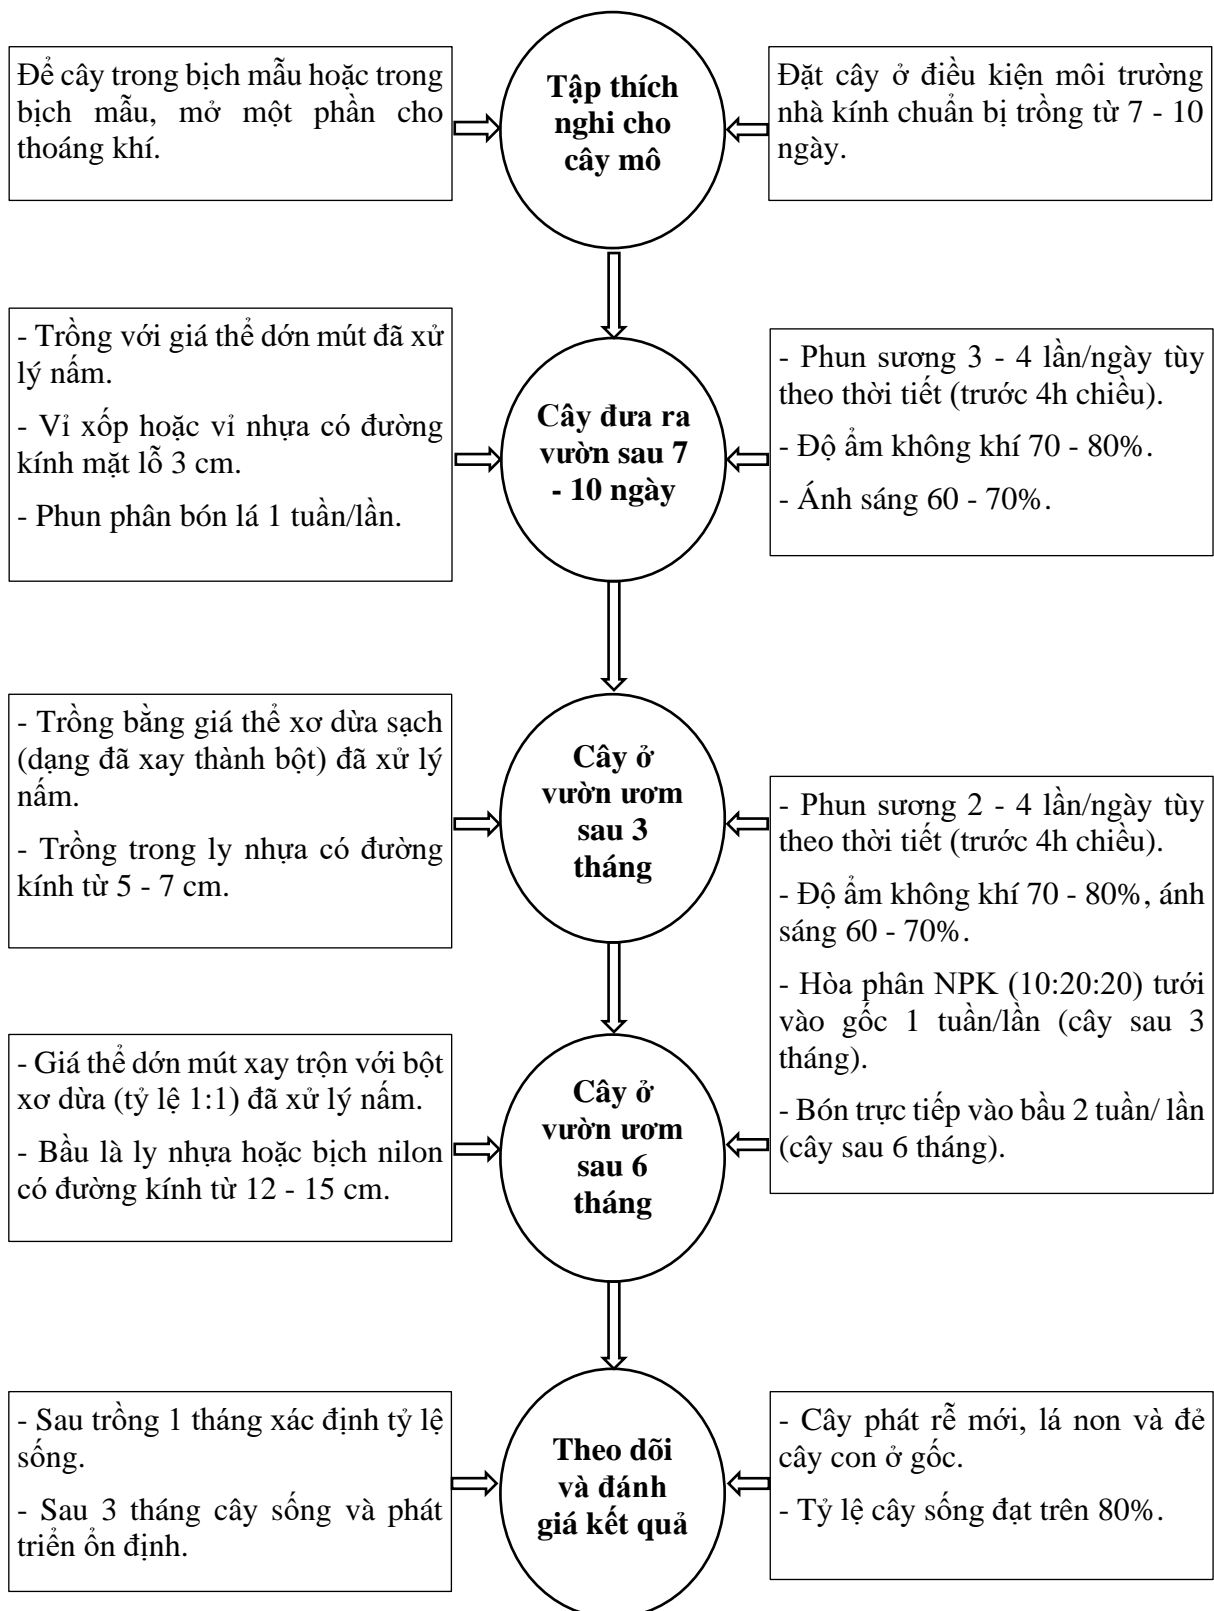 Để cây trong bịch mẫu hoặc trong
bịch mẫu, mở một phần cho
thoáng khí.
Tập thích
nghi cho
cây mô
Đặt cây ở điều kiện môi trường
nhà kính chuẩn bị trồng từ 7 - 10
ngày.
- Trồng với giá thể dớn mút đã xử
lý nấm.
- Vỉ xốp hoặc vỉ nhựa có đường
kính mặt lỗ 3 cm.
- Phun phân bón lá 1 tuần/lần.
Cây đưa ra
vườn sau 7
- 10 ngày
- Phun sương 3 - 4 lần/ngày tùy
theo thời tiết (trước 4h chiều).
- Độ ẩm không khí 70 - 80%.
- Ánh sáng 60 - 70%.
- Trồng bằng giá thể xơ dừa sạch
(dạng đã xay thành bột) đã xử lý
nấm.
- Trồng trong ly nhựa có đường
kính từ 5 - 7 cm.
Cây ở
vườn ươm
sau 3
tháng
- Phun sương 2 - 4 lần/ngày tùy
theo thời tiết (trước 4h chiều).
- Độ ẩm không khí 70 - 80%, ánh
sáng 60 - 70%.
- Hòa phân NPK (10:20:20) tưới
vào gốc 1 tuần/lần (cây sau 3
tháng).
- Bón trực tiếp vào bầu 2 tuần/ lần
(cây sau 6 tháng).
- Giá thể dớn mút xay trộn với bột
xơ dừa (tỷ lệ 1:1) đã xử lý nấm.
- Bầu là ly nhựa hoặc bịch nilon
có đường kính từ 12 - 15 cm.
Cây ở
vườn ươm
sau 6
tháng
- Sau trồng 1 tháng xác định tỷ lệ
sống.
- Sau 3 tháng cây sống và phát
triển ổn định.
Theo dõi
và đánh
giá kết quả
- Cây phát rễ mới, lá non và đẻ
cây con ở gốc.
- Tỷ lệ cây sống đạt trên 80%.